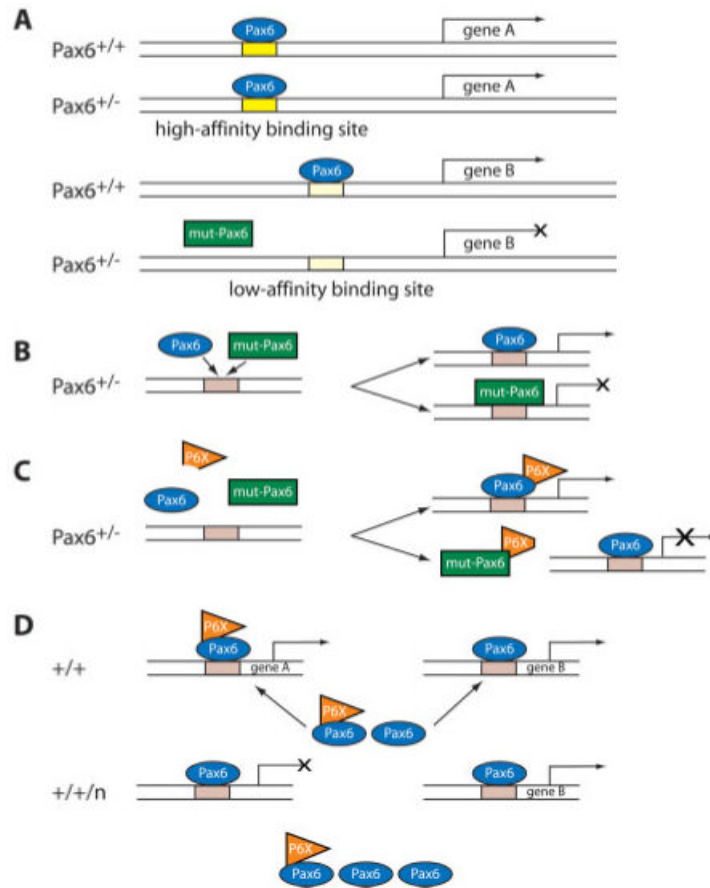 A
Pax6
gene A
Pax6+/+
Pax6
gene A
Pax6+/-
high-affinity binding site
Pax6
gene B
Pax6+/+
mut-Pax6
gene B
Pax6+/-
low-affinity binding site
B
Pax6 mut-Pax6
Pax6
Pax6+/-
mut-Pax6
C
P6X
P6X
Pax6 mut-Pax6
Pax6
Pax6+/-
P6X
mut-Pax6
Pax6
D
P6X
Pax6
Pax6
+/+
gene A
gene B
P6X
Pax6 Pax6
Pax6
Pax6
+/+/n
gene B
P6X
Pax6 Pax6 Pax6